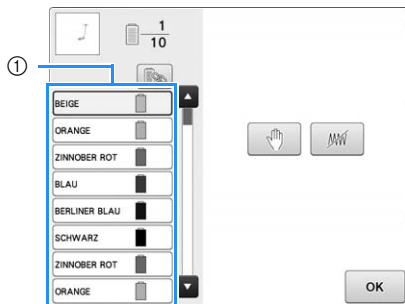 1
10
①
BEIGE
ORANGE
ZINNOBER ROT
BLAU
BERLINER BLAU
SCHWARZ
ZINNOBER ROT
ORANGE
OK